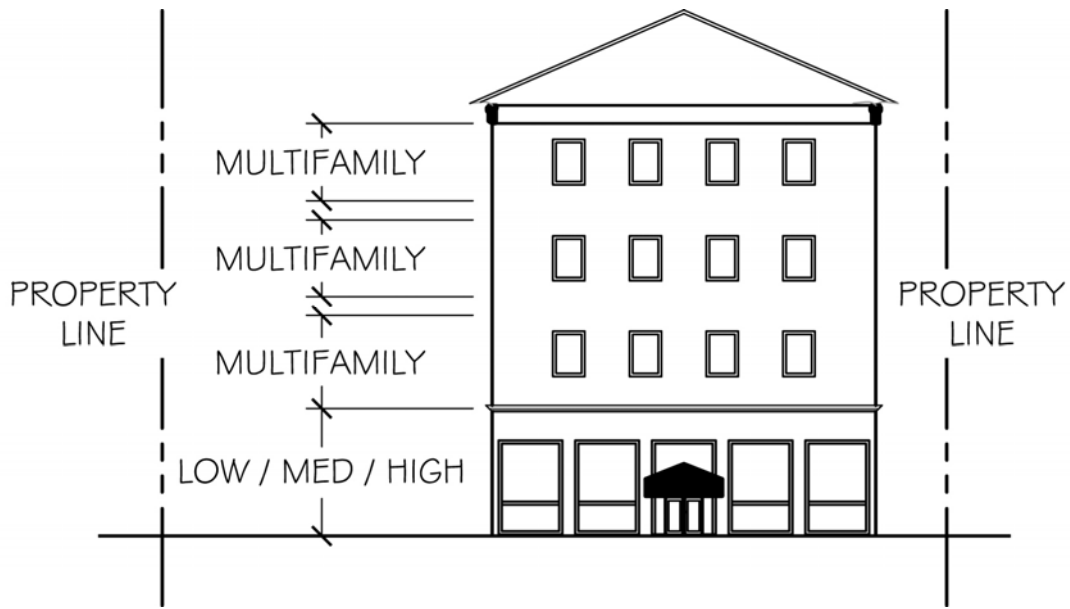 MULTIFAMILY
MULTIFAMILY
PROPERTY
LINE
PROPERTY
LINE
MULTIFAMILY
LOW / MED / HIGH